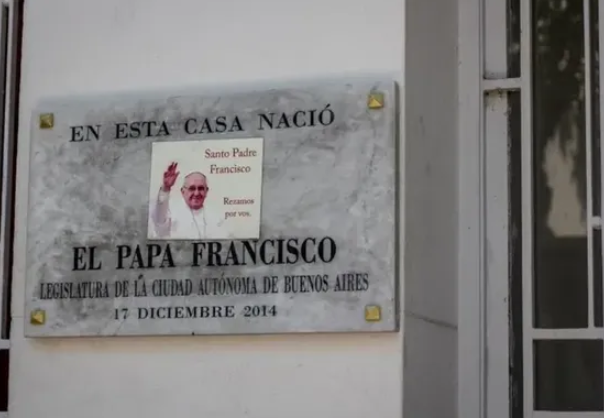 EN ESTA CASA NACIÓ
Santo Padre
Francisco
Rezamos
por vos.
EL PAPA FRANCISCO
LEGISLATURA DE LA CIUDAD AUTÓNOMA DE BUENOS AIRES
17 DICIEMBRE 2014